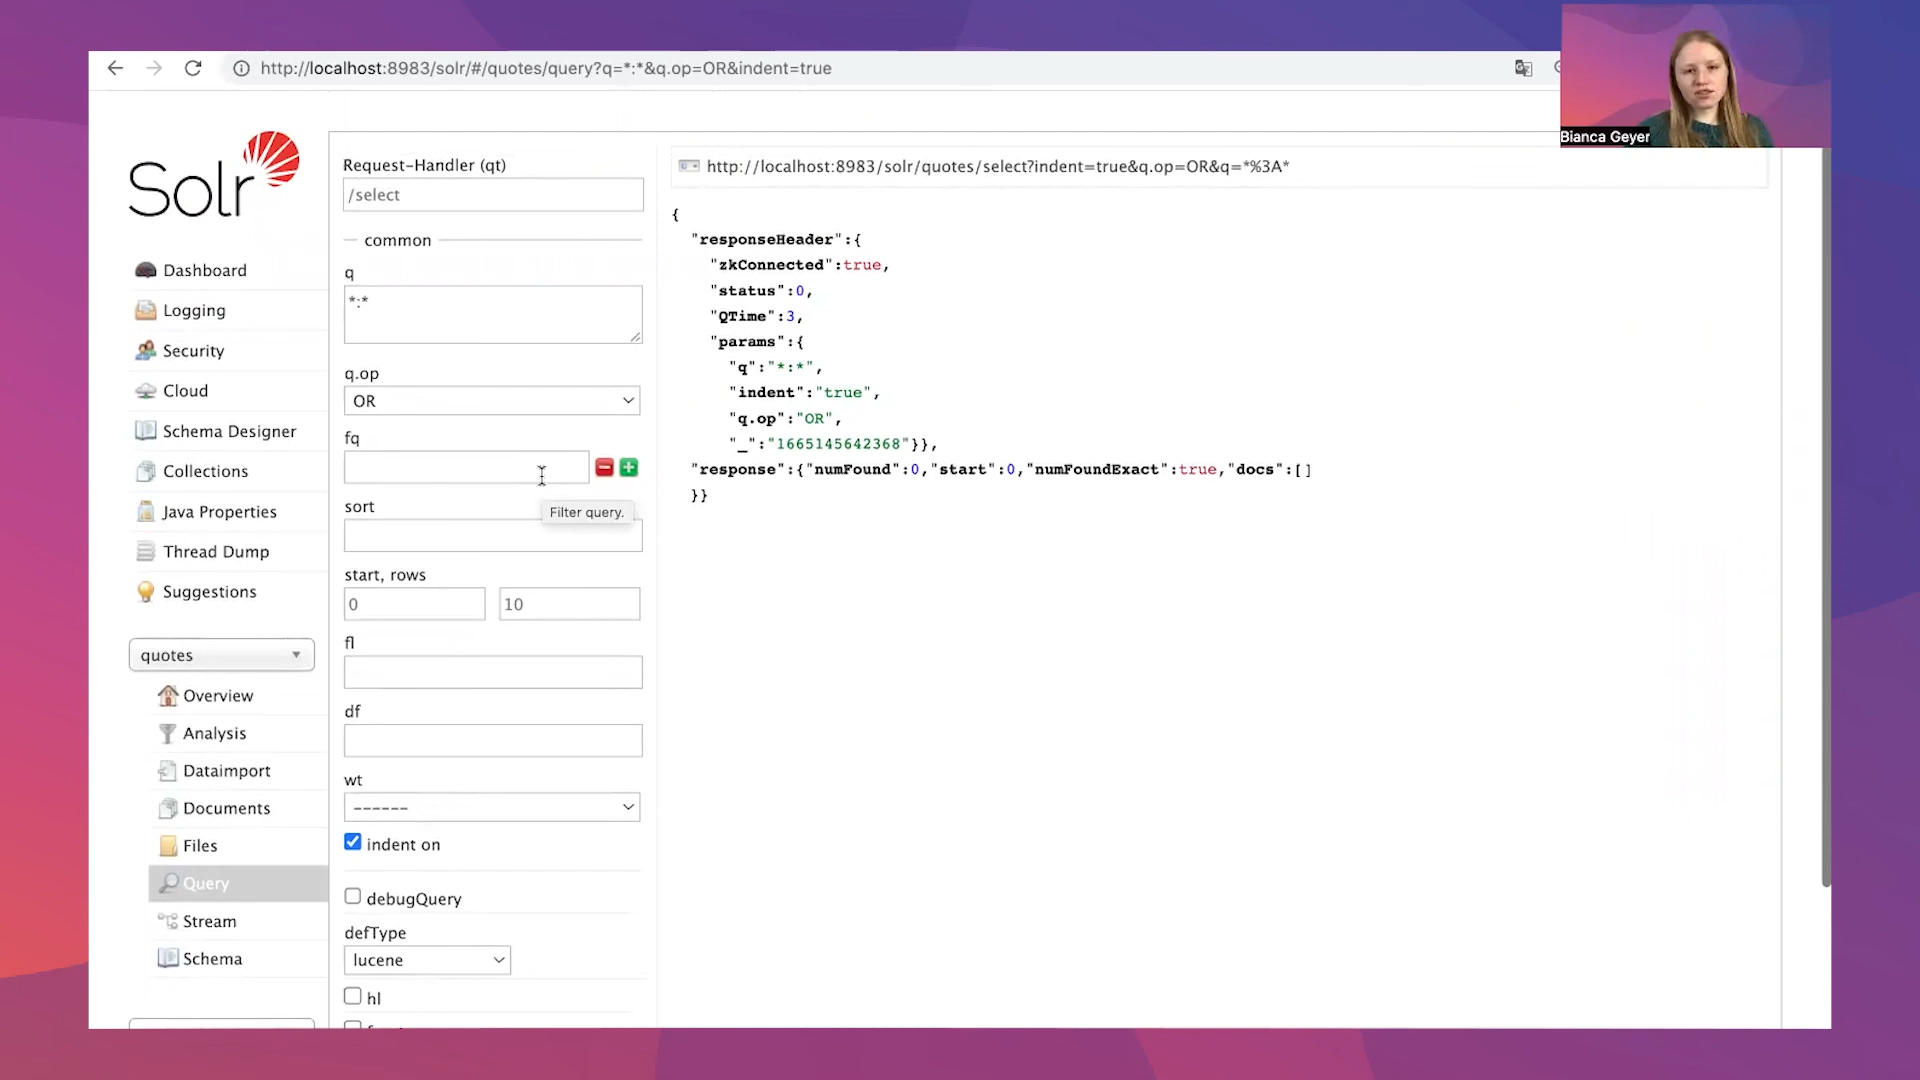 http://localhost:8983/solr/#/quotes/query?q=*:*&q.op=OR&indent=true
Bianca Geyer
Solr
Dashboard
Logging
Security
Cloud
Schema Designer
Collections
Java Properties
Thread Dump
Suggestions
quotes
Overview
Analysis
Dataimport
Documents
Files
Query
Stream
Schema
Request-Handler (qt)
/select
common
q
*:*
q.op
OR
fq
Filter query.
sort
start, rows
0 10
fl
df
wt
------
indent on
debugQuery
defType
lucene
hl
http://localhost:8983/solr/quotes/select?indent=true&q.op=OR&q=*%3A*
{
"responseHeader":{
"zkConnected":true,
"status":0,
"QTime":3,
"params":{
"q":"*:*",
"indent":"true",
"q.op":"OR",
"_":"1665145642368"}},
"response":{"numFound":0,"start":0,"numFoundExact":true,"docs":[]
}}